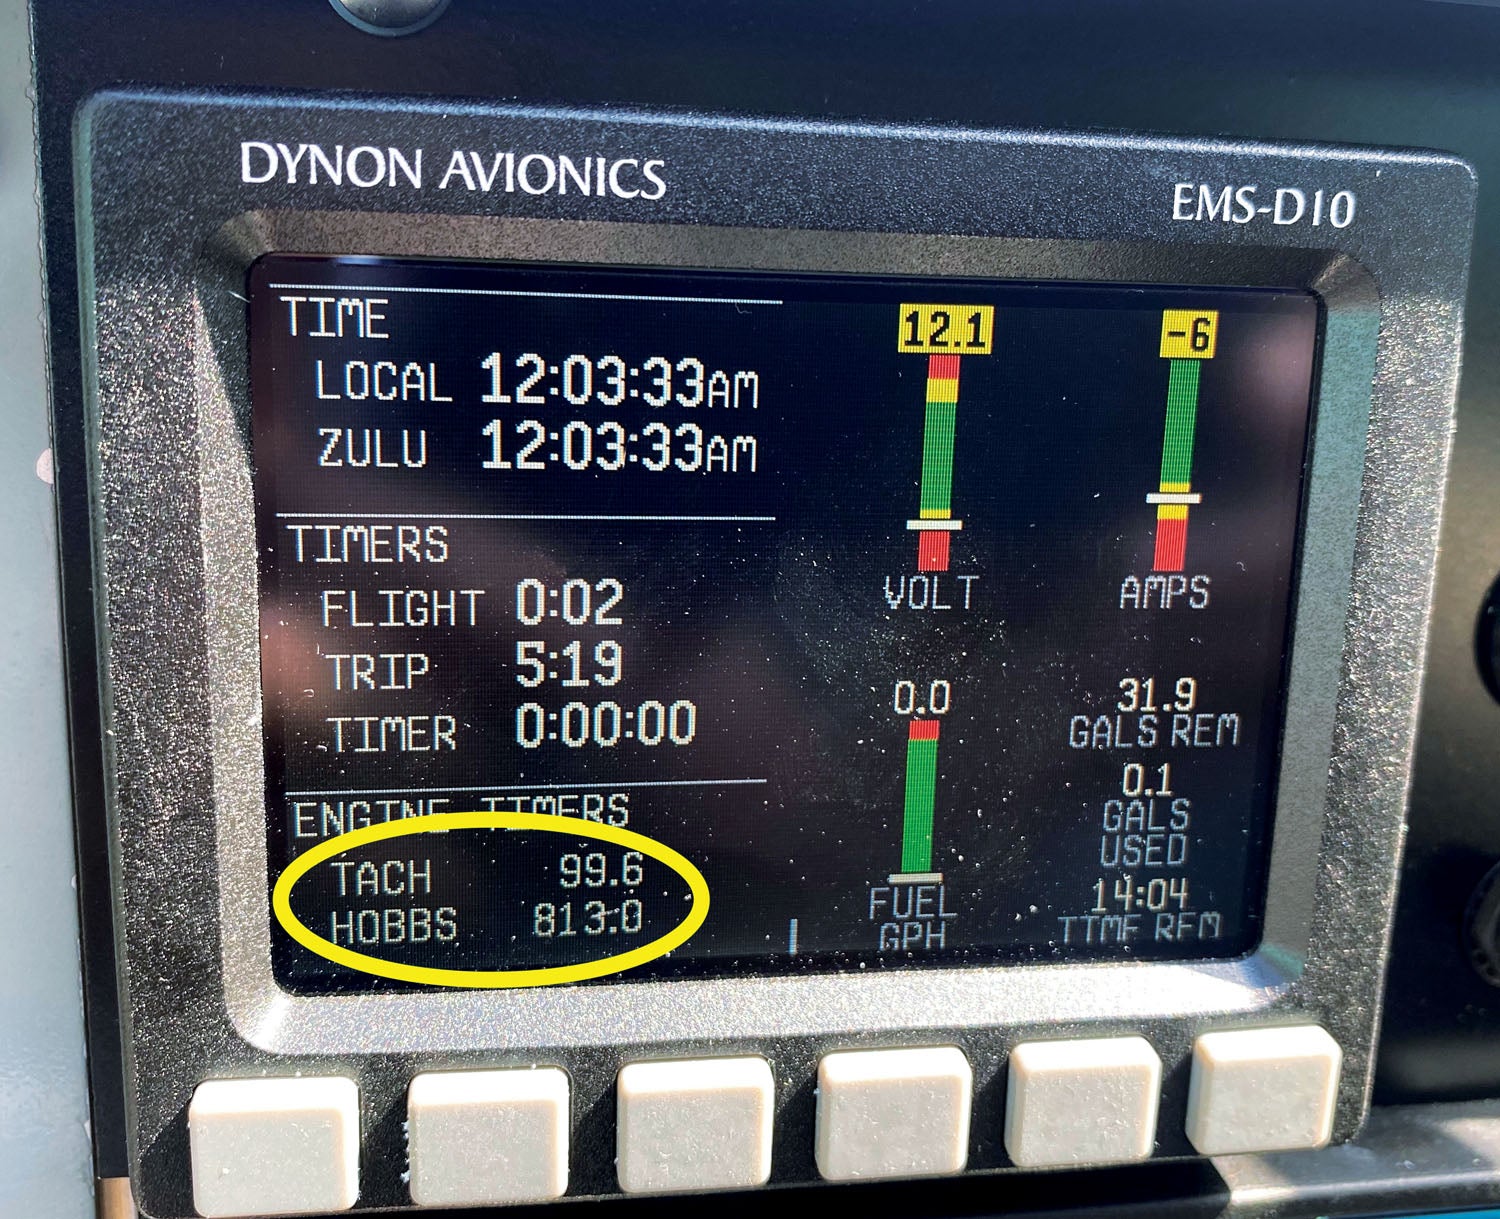 DYNON AVIONICS
EMS-D10
TIME
LOCAL 12:03:33AM
ZULU 12:03:33AM
TIMERS
FLIGHT 0:02
TRIP 5:19
TIMER 0:00:00
ENGINE TIMERS
TACH 99.6
HOBBS 813.0
12.1
VOLT
-6
AMPS
0.0
FUEL
GPH
31.9
GALS REM
0.1
GALS
USED
14:04
TIME REM